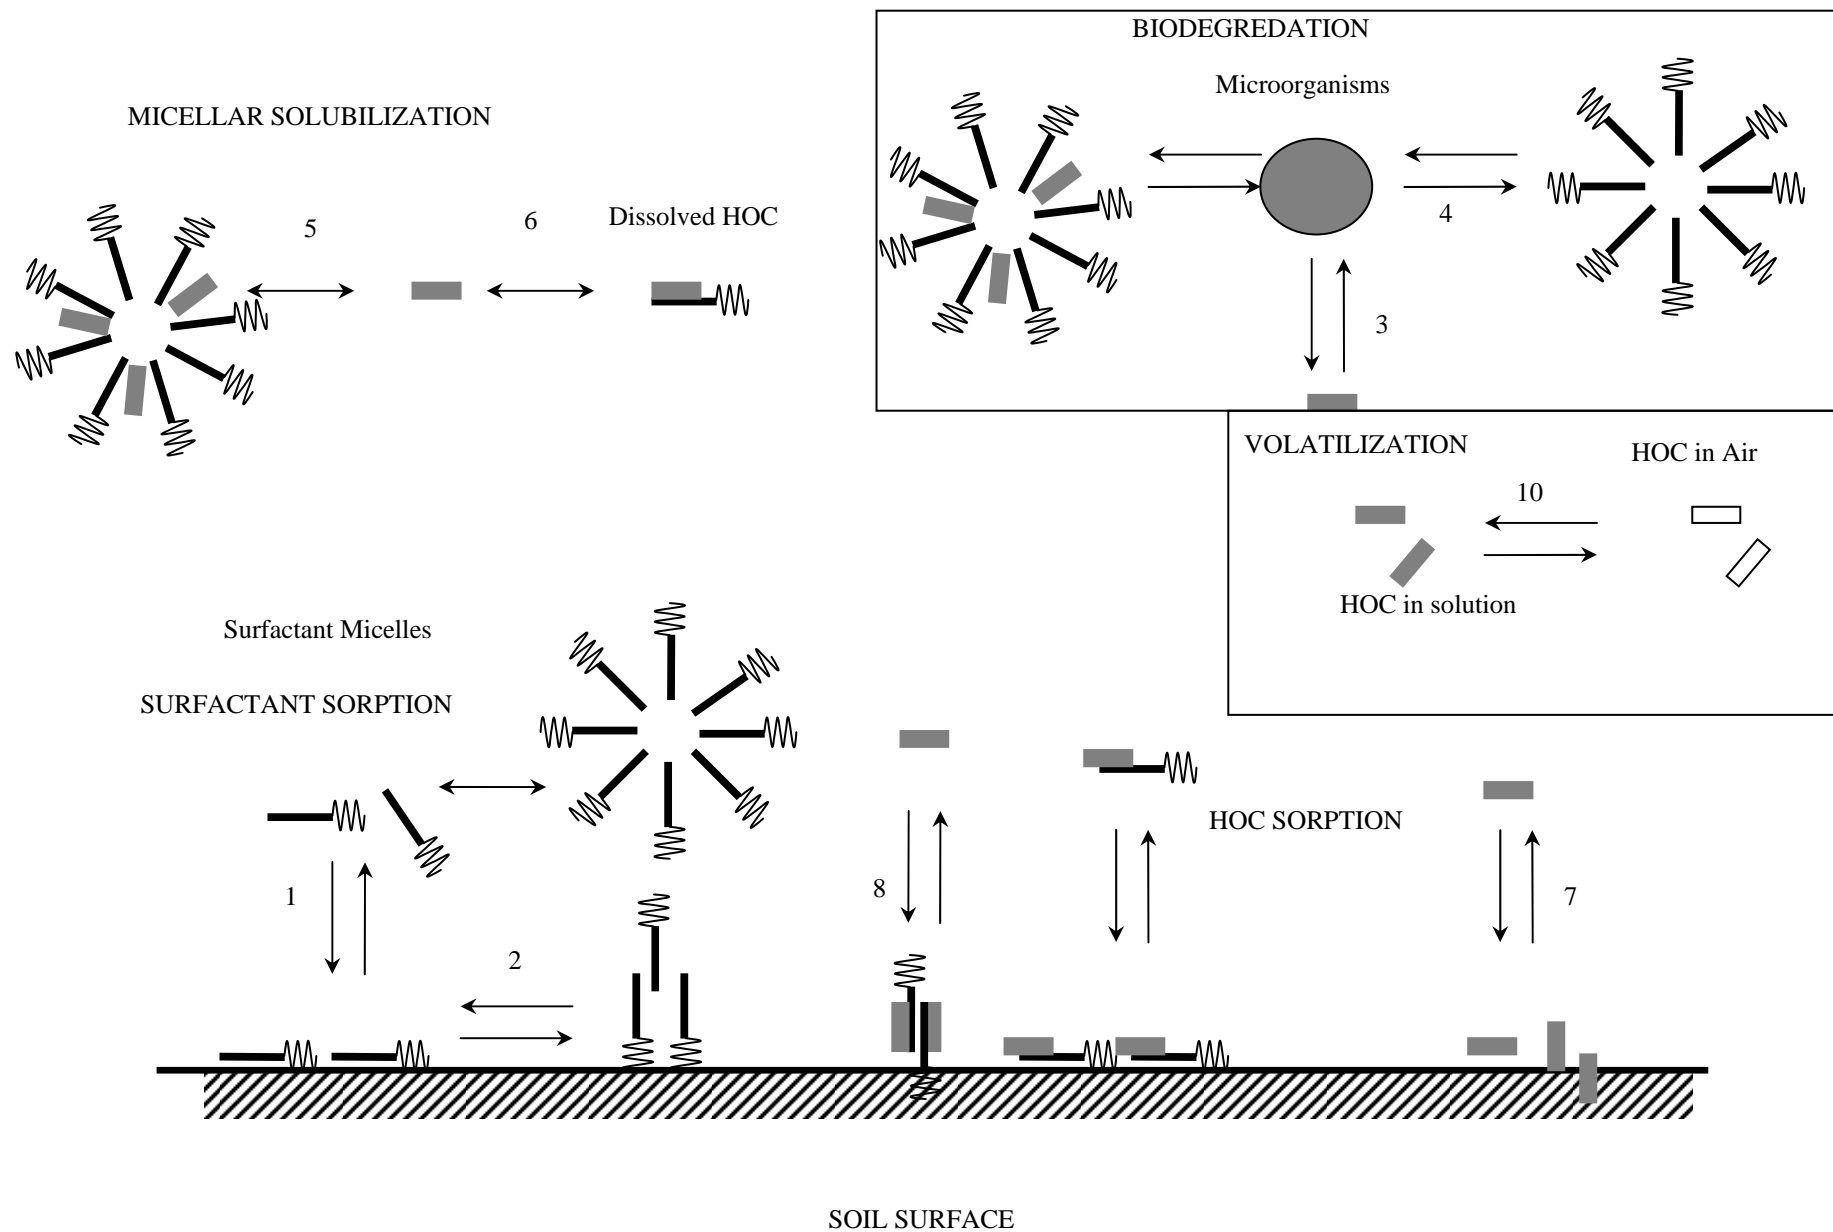 BIODEGREDATION
Microorganisms
MICELLAR SOLUBILIZATION
5
6
Dissolved HOC
4
3
VOLATILIZATION
HOC in Air
10
HOC in solution
Surfactant Micelles
SURFACTANT SORPTION
HOC SORPTION
1
8
7
2
SOIL SURFACE